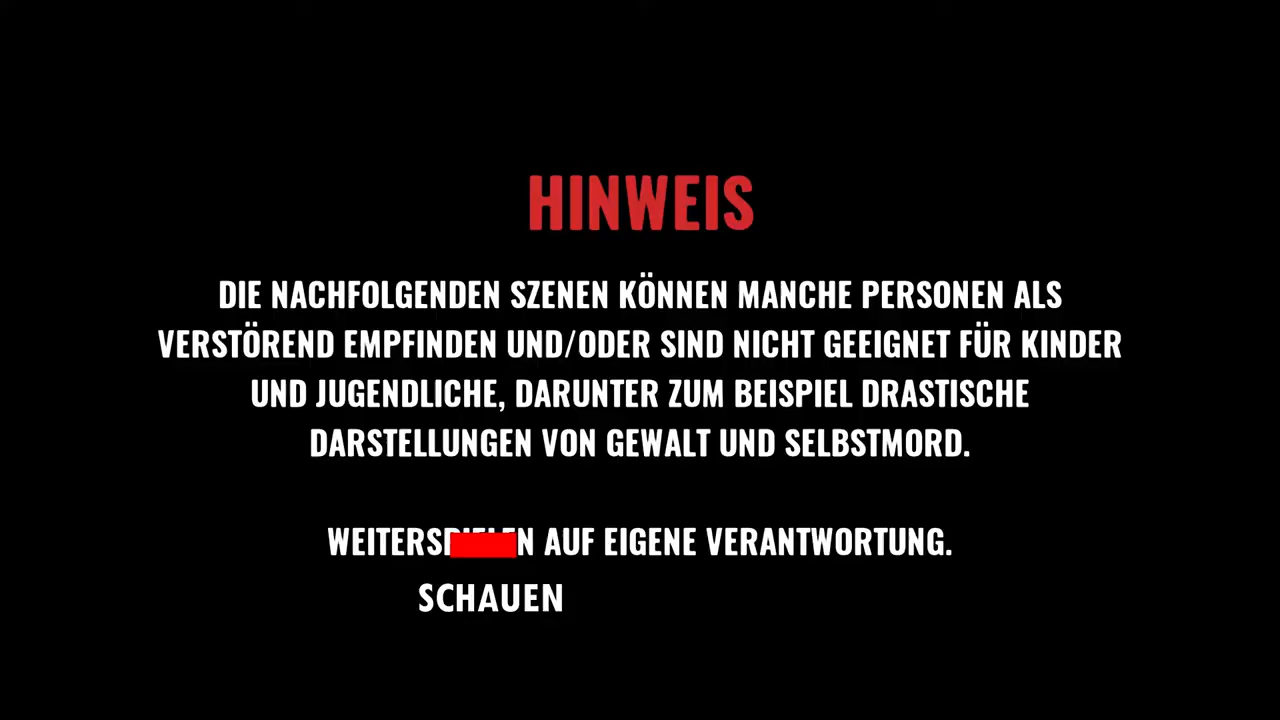 HINWEIS
DIE NACHFOLGENDEN SZENEN KÖNNEN MANCHE PERSONEN ALS
VERSTÖREND EMPFINDEN UND/ODER SIND NICHT GEEIGNET FÜR KINDER
UND JUGENDLICHE, DARUNTER ZUM BEISPIEL DRASTISCHE
DARSTELLUNGEN VON GEWALT UND SELBSTMORD.
AUF EIGENE VERANTWORTUNG.
SCHAUEN